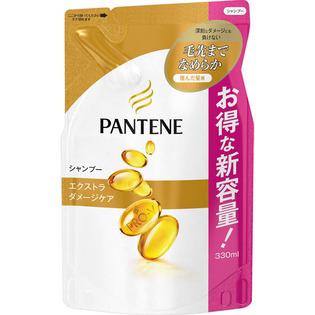 シャンプー
深刻なダメージにも
負けない
毛先まで
なめらか
傷んだ髪用
PANTENE
シャンプー
エクストラ
ダメージケア
PRO-V
お得な新容量!
330ml